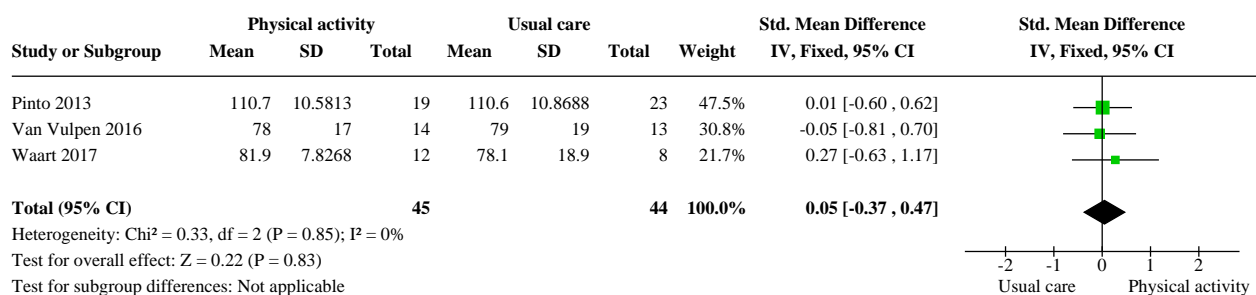 Physical activity Usual care Std. Mean Difference Std. Mean Difference
Study or Subgroup Mean SD Total Mean SD Total Weight IV, Fixed, 95% CI IV, Fixed, 95% CI
Pinto 2013 110.7 10.5813 19 110.6 10.8688 23 47.5% 0.01 [-0.60 , 0.62]
Van Vulpen 2016 78 17 14 79 19 13 30.8% -0.05 [-0.81 , 0.70]
Waart 2017 81.9 7.8268 12 78.1 18.9 8 21.7% 0.27 [-0.63 , 1.17]
Total (95% CI) 45 44 100.0% 0.05 [-0.37 , 0.47]
Heterogeneity: Chi² = 0.33, df = 2 (P = 0.85); I² = 0%
Test for overall effect: Z = 0.22 (P = 0.83)
-2 -1 0 1 2
Test for subgroup differences: Not applicable Usual care Physical activity